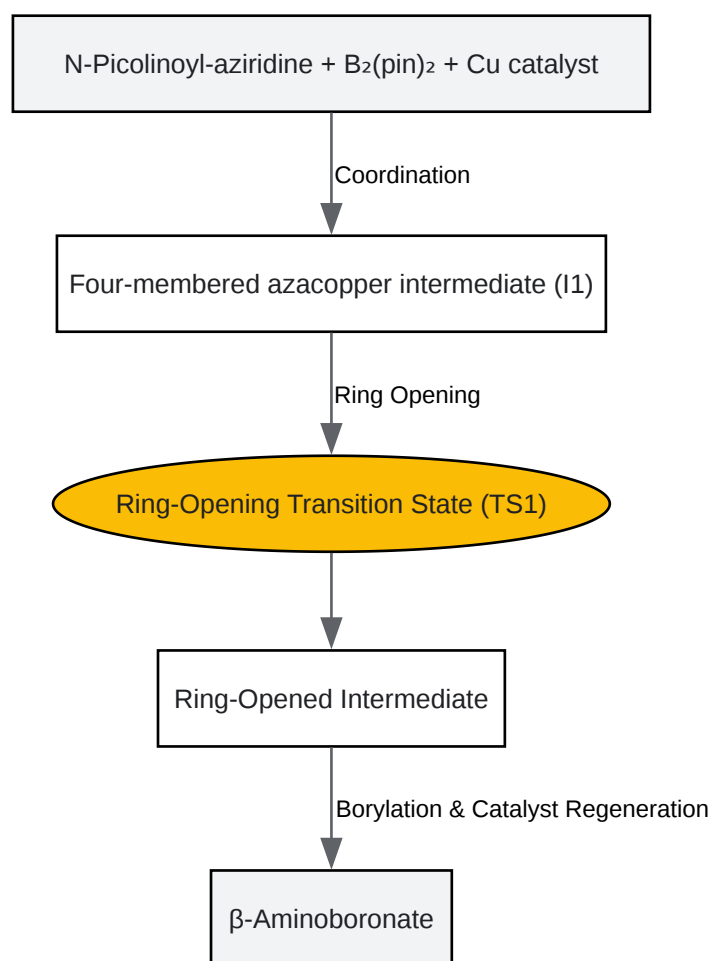 N-Picolinoyl-aziridine + B₂(pin)₂ + Cu catalyst
Coordination
Four-membered azacopper intermediate (I1)
Ring Opening
Ring-Opening Transition State (TS1)
Ring-Opened Intermediate
Borylation & Catalyst Regeneration
β-Aminoboronate